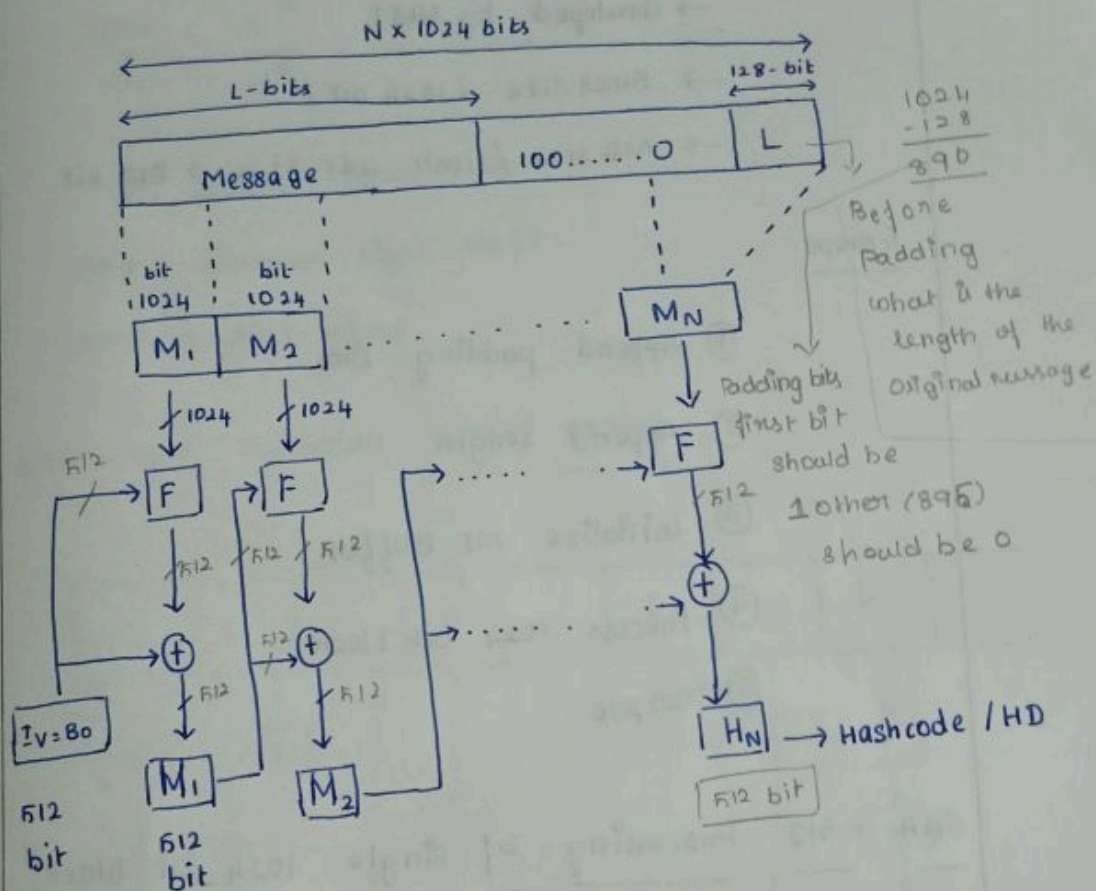 N x 1024 bits
L-bits
128-bit
Message
100......0
L
1024
-128
890
Before
padding
what is the
length of the
original message
bit
1024
bit
1024
M1
M2
MN
1024
1024
Padding bits
first bit
should be
1 other (895)
should be 0
512
F
F
F
512
512
512
512
+
+
+
512
512
512
IV = B0
512
bit
M1
512
bit
M2
HN → Hashcode / HD
512 bit